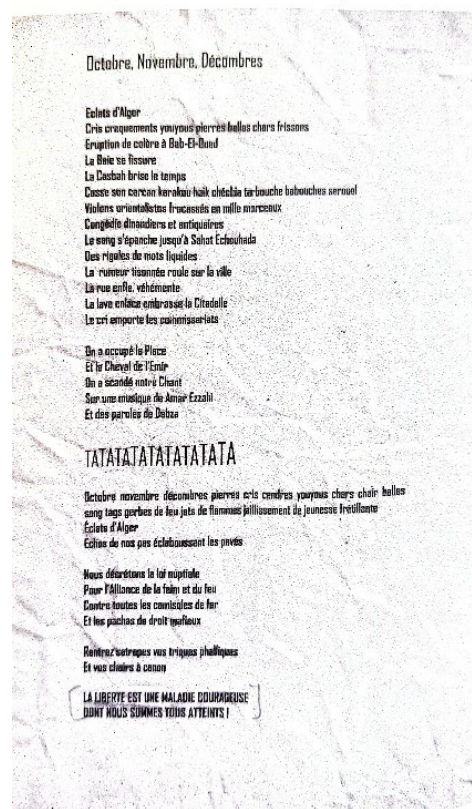 Octobre, Novembre, Décombres
Eclats d'Alger
Cris craquements youyous pierres balles chars frissons
Eruption de colère à Bab-El-Oued
La Baie se fissure
La Casbah brise le temps
Casse son carcan karakou haïk chéchia tarbouche babouches seroual
Violons orientalistes fracassés en mille morceaux
Congédie dinandiers et antiquaires
Le sang s'épanche jusqu'à Sahat Echouhada
Des rigoles de mots liquides
La rumeur tisonnée roule sur la ville
La rue enfle, véhémente
La lave enlace embrasse la Citadelle
Le cri emporte les commissariats
On a occupé la Place
Et le Cheval de l'Emir
On a scandé notre Chant
Sur une musique de Amar Ezzahi
Et des paroles de Debza
TATATATATATATATATA
Octobre novembre décombres pierres cris cendres youyous chars chair balles
sang tags gerbes de feu jets de flammes jaillissement de jeunesse frétillante
Éclats d'Alger
Échos de nos pas éclaboussant les pavés
Nous décrétons la loi nuptiale
Pour l'Alliance de la faim et du feu
Contre toutes les camisoles de fer
Et les pachas de droit mafieux
Rentrez satrapes vos triques phalliques
Et vos chairs à canon
LA LIBERTE EST UNE MALADIE COURAGEUSE
DONT NOUS SOMMES TOUS ATTEINTS !